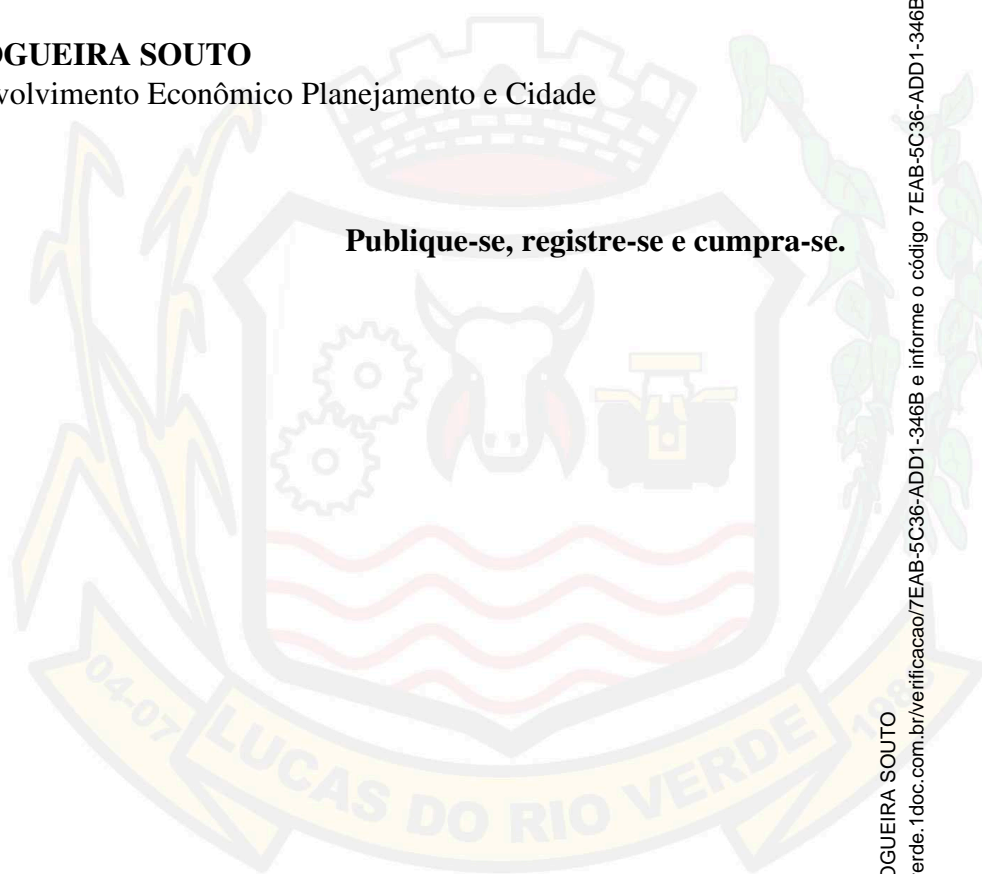 OGUEIRA SOUTO
volvimento Econômico Planejamento e Cidade
Publique-se, registre-se e cumpra-se.
04-07
LUCAS DO RIO VERDE
1988
OGUEIRA SOUTO
erde.1doc.com.br/verificacao/7EAB-5C36-ADD1-346B e informe o código 7EAB-5C36-ADD1-346B